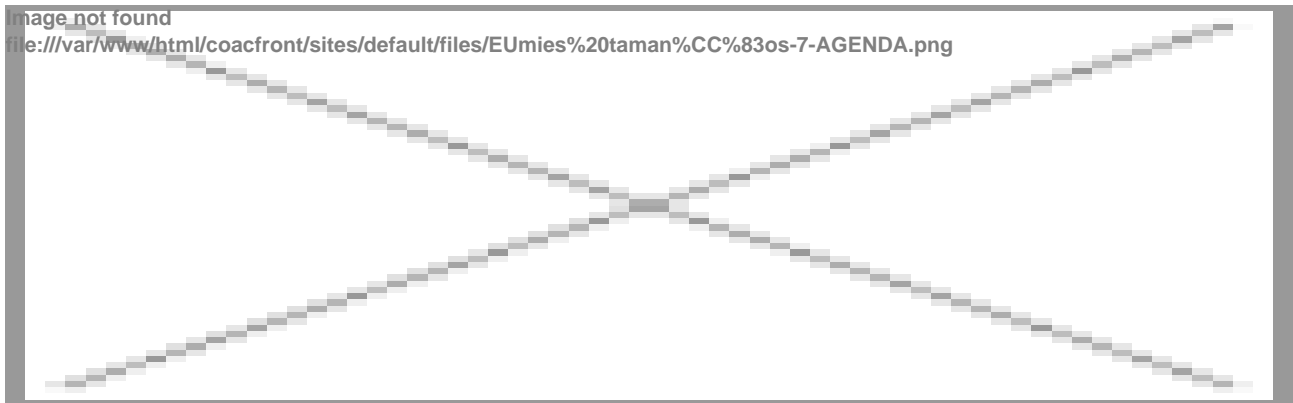 Image not found
file:///var/www/html/coacfront/sites/default/files/EUmies%20taman%CC%83os-7-AGENDA.png